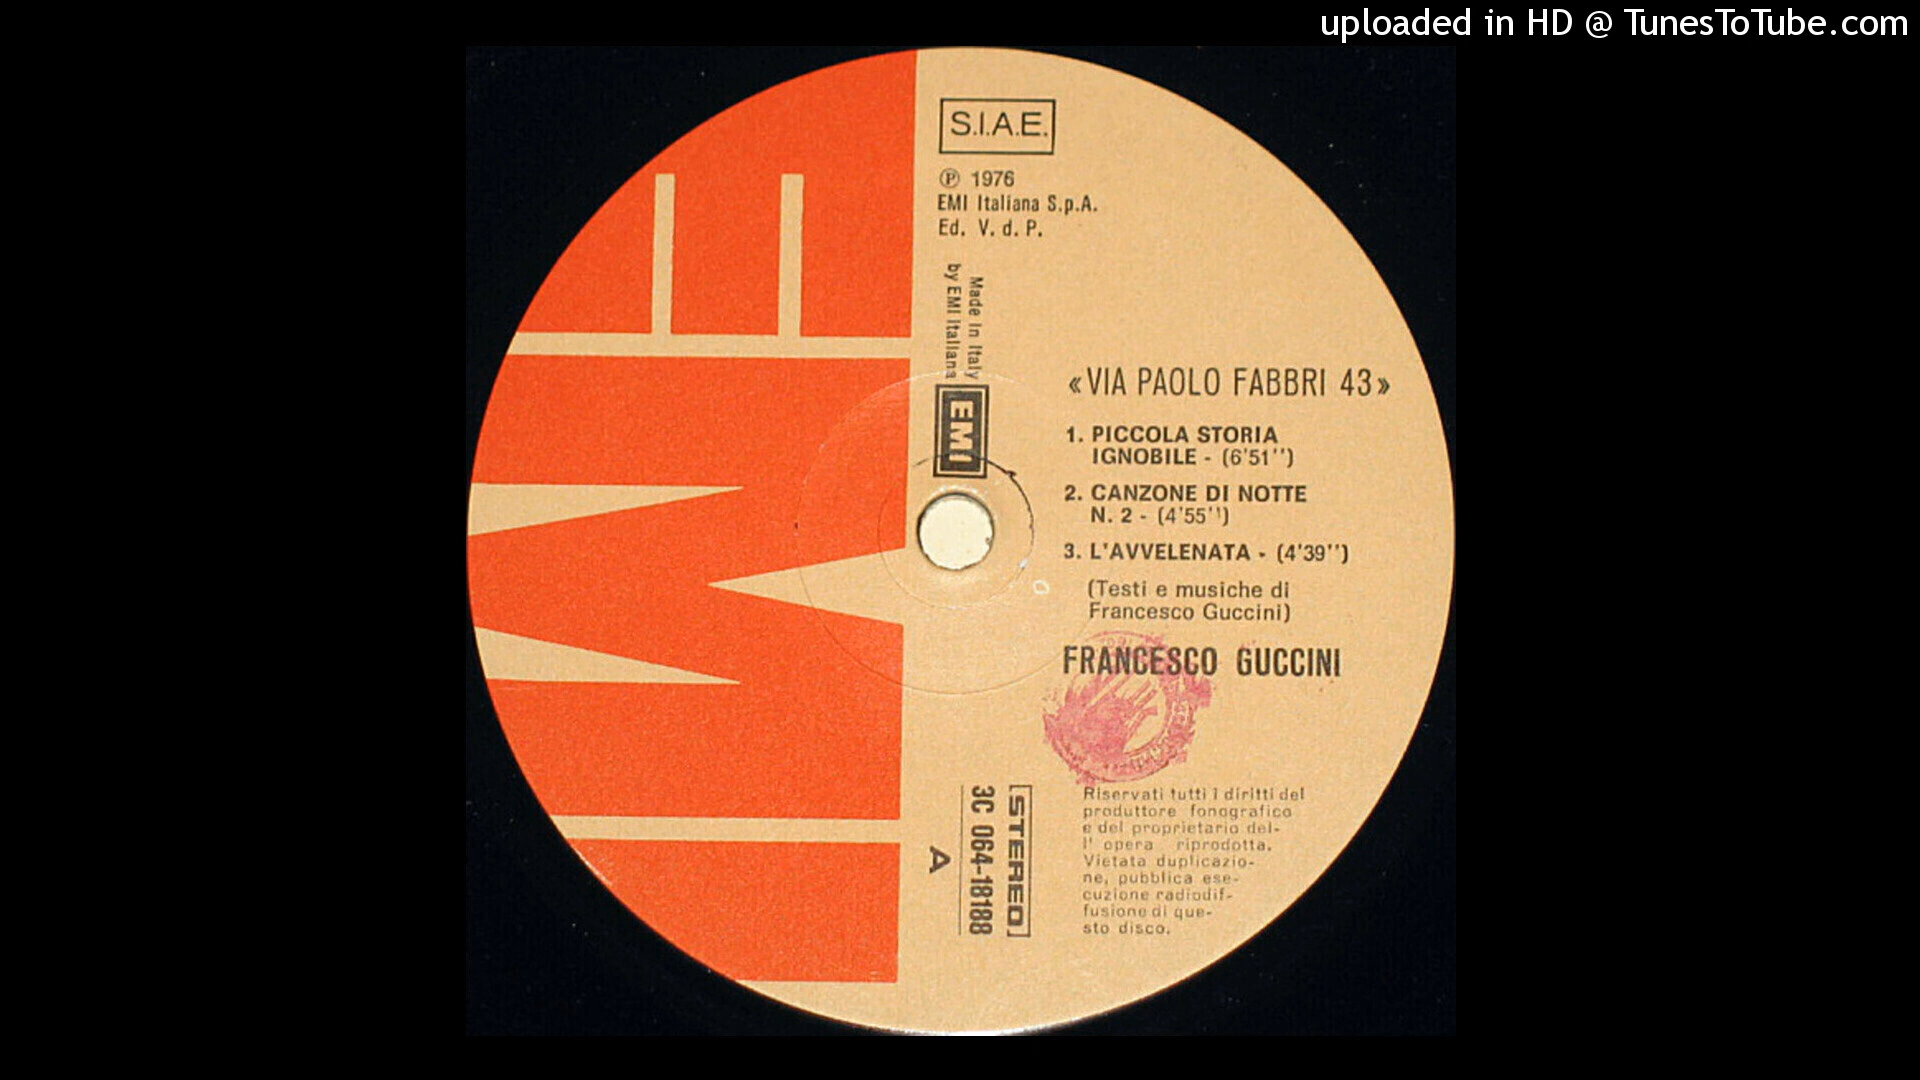 uploaded in HD @ TunesToTube.com
S.I.A.E.
Ⓟ 1976
EMI Italiana S.p.A.
Ed. V. d. P.
Made in Italy
by EMI Italiana
EMI
«VIA PAOLO FABBRI 43»
1. PICCOLA STORIA
IGNOBILE - (6'51'')
2. CANZONE DI NOTTE
N. 2 - (4'55'')
3. L'AVVELENATA - (4'39'')
(Testi e musiche di
Francesco Guccini)
FRANCESCO GUCCINI
[STEREO]
3C 064-18188
A
Riservati tutti i diritti del
produttore fonografico
e del proprietario del-
l' opera riprodotta.
Vietata duplicazio-
ne, pubblica ese-
cuzione radiodif-
fusione di que-
sto disco.
EMI